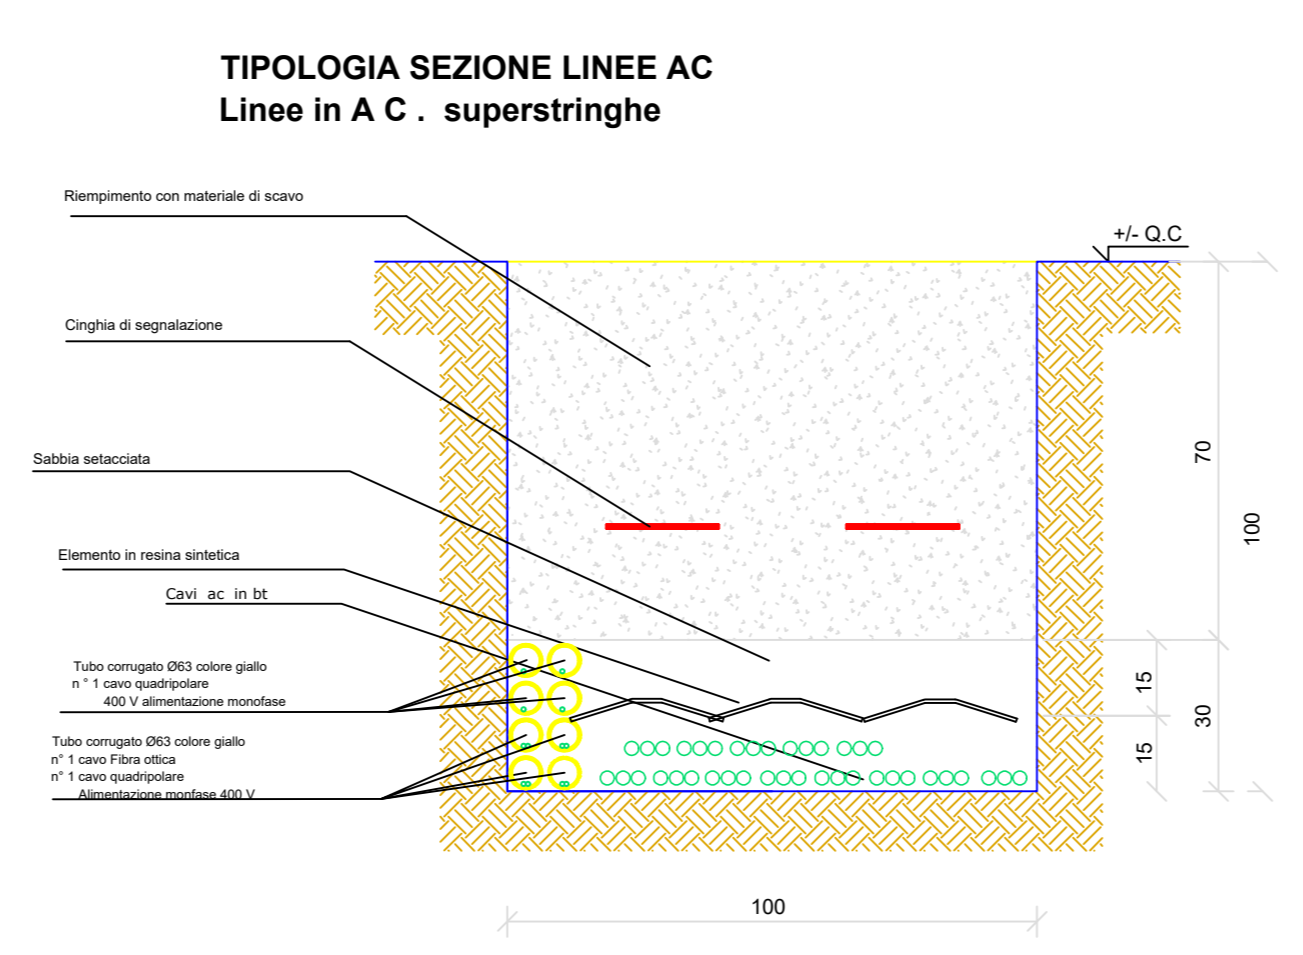 TIPOLOGIA SEZIONE LINEE AC
Linee in A C . superstringhe
Riempimento con materiale di scavo
+/- Q.C
Cinghia di segnalazione
Sabbia setacciata
70
100
Elemento in resina sintetica
Cavi ac in bt
Tubo corrugato Ø63 colore giallo
n ° 1 cavo quadripolare
400 V alimentazione monofase
15
30
15
Tubo corrugato Ø63 colore giallo
n° 1 cavo Fibra ottica
n° 1 cavo quadripolare
Alimentazione monfase 400 V
100